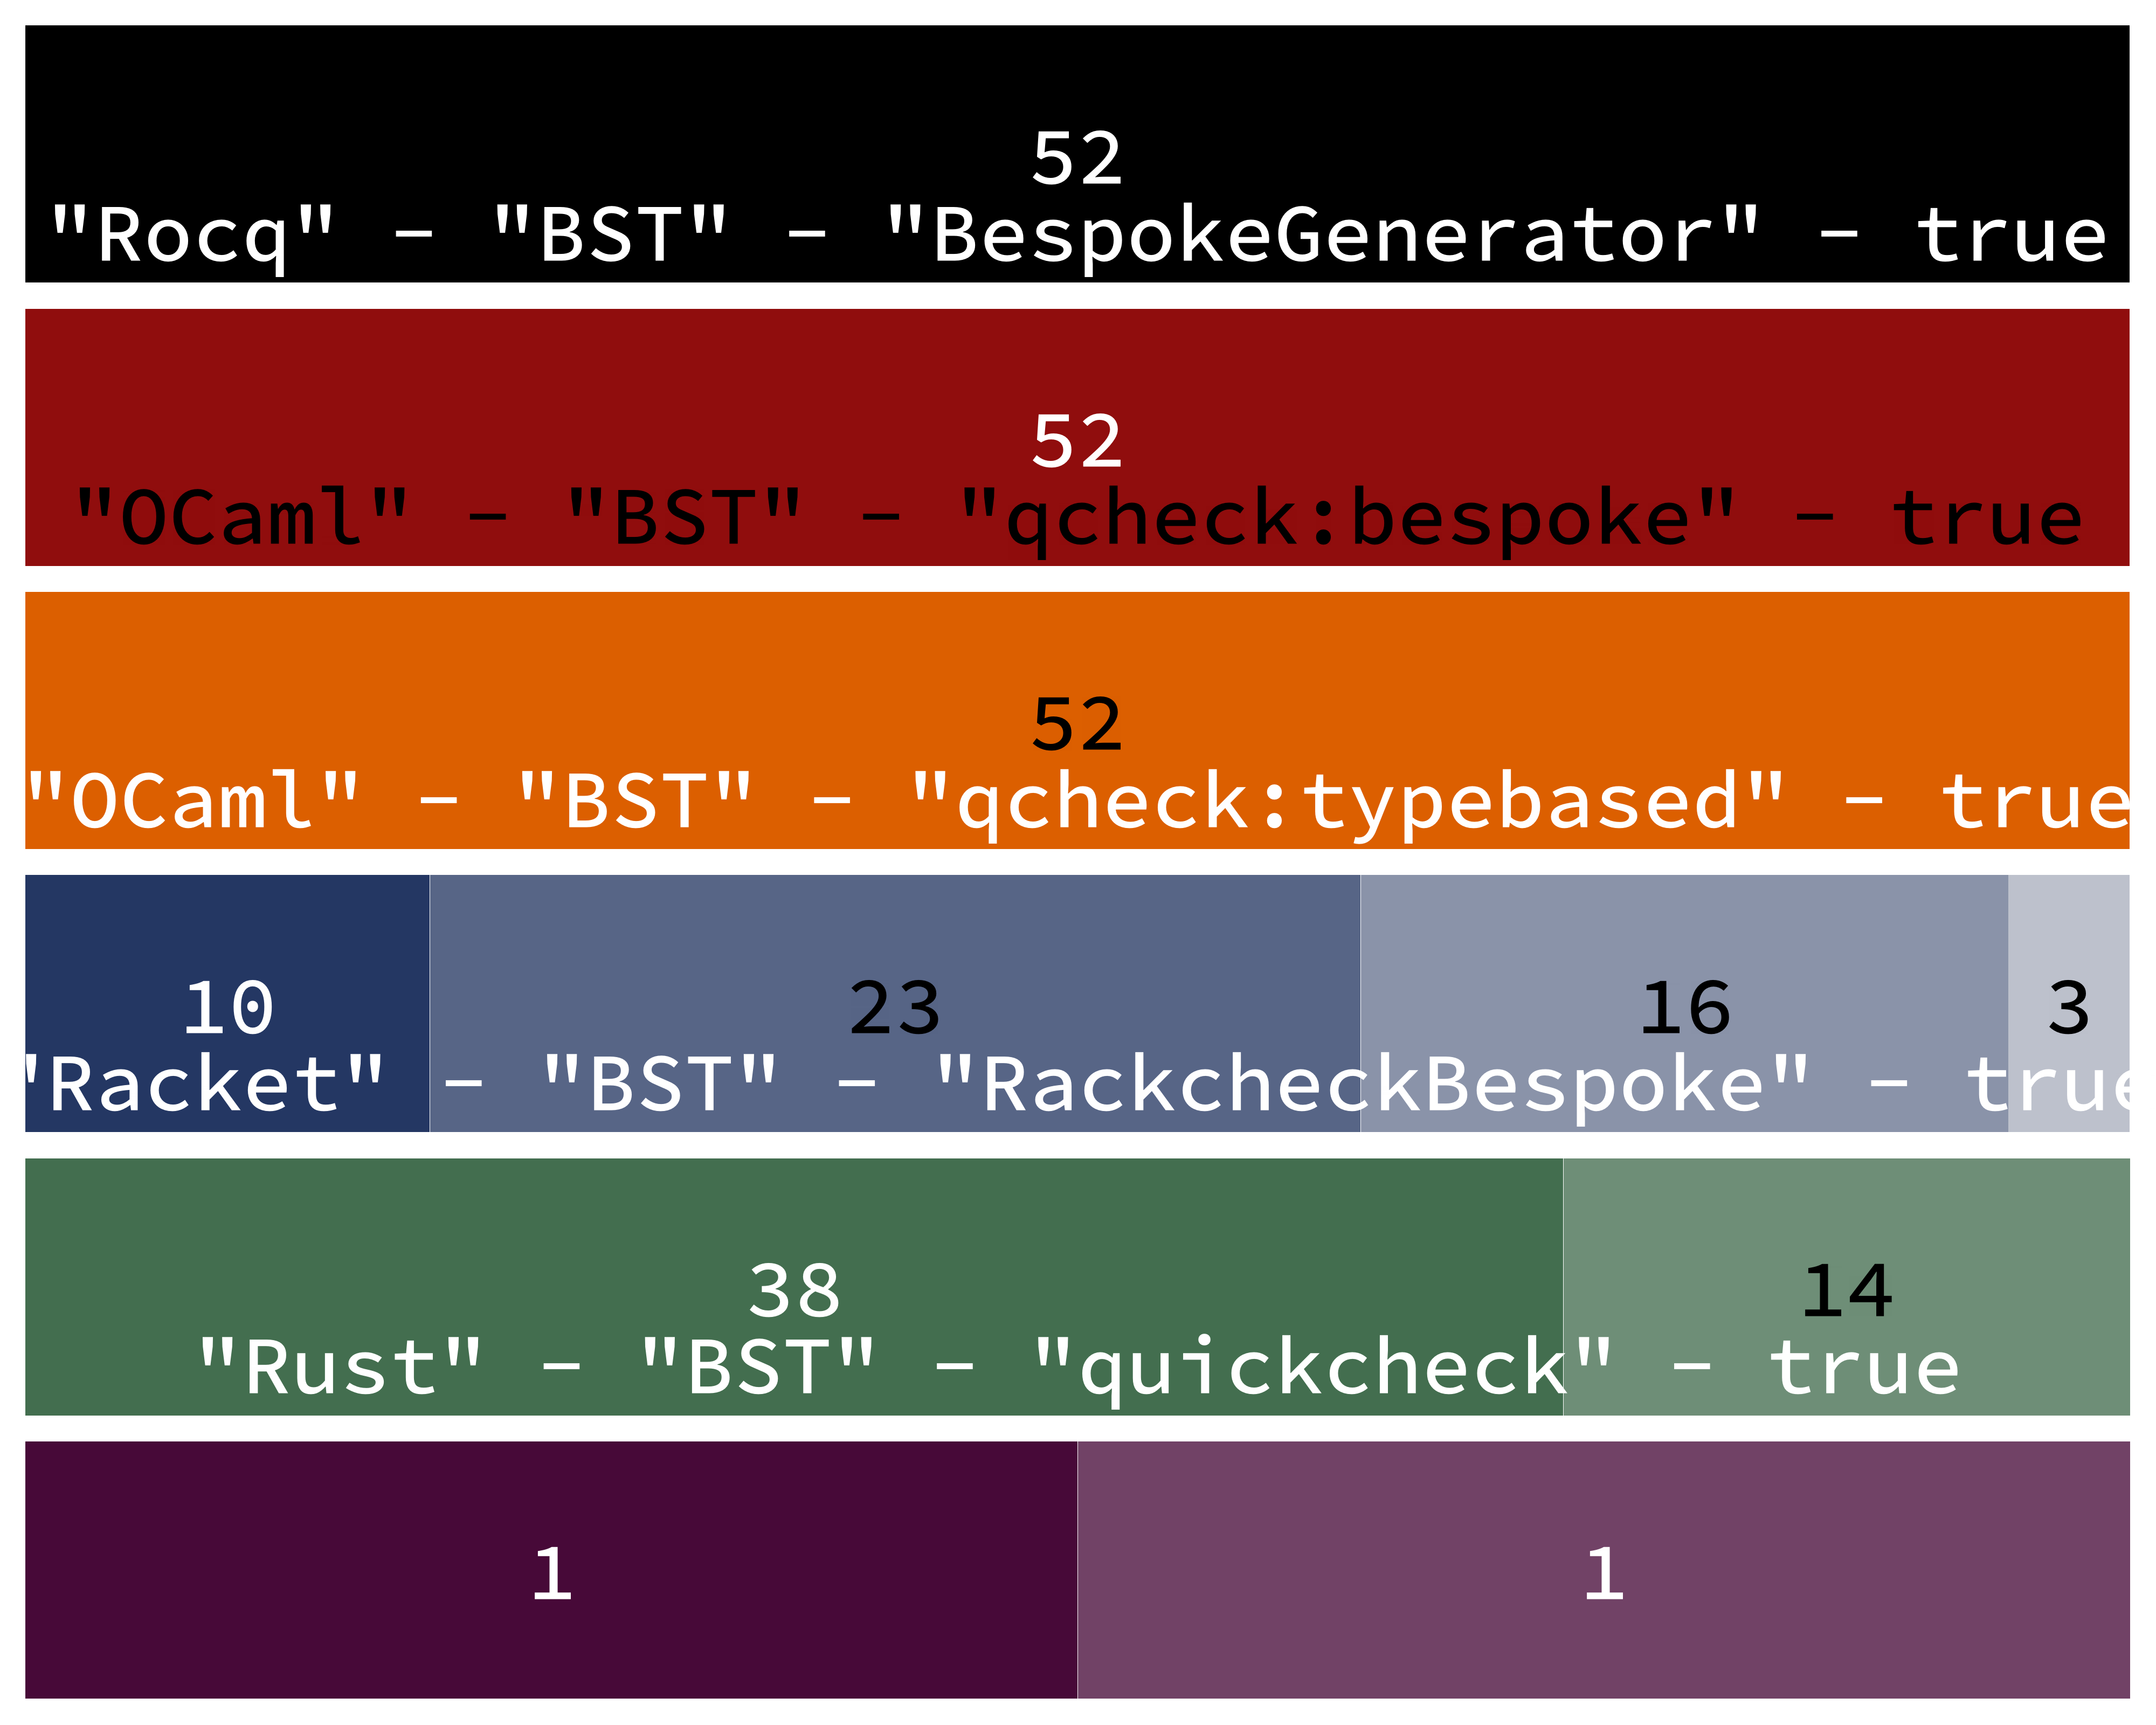 52
"Rocq" - "BST" - "BespokeGenerator" - true
52
"OCaml" - "BST" - "qcheck:bespoke" - true
52
"OCaml" - "BST" - "qcheck:typebased" - true
10 23 16 3
"Racket" - "BST" - "RackcheckBespoke" - true
38 14
"Rust" - "BST" - "quickcheck" - true
1 1